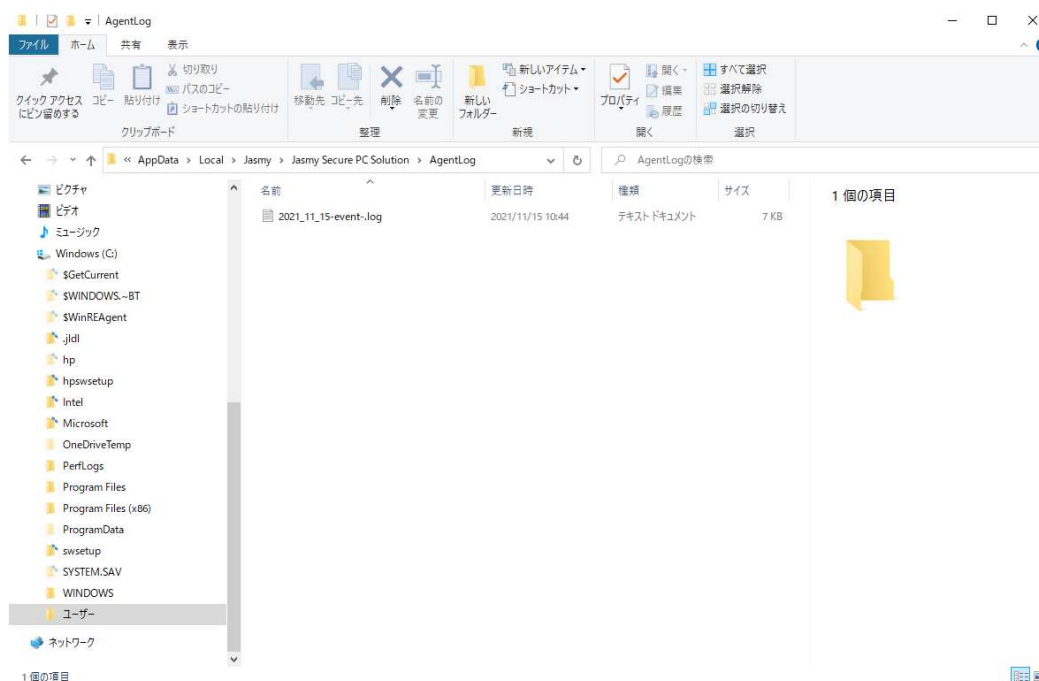 AgentLog
ファイル ホーム 共有 表示
クイック アクセスにピン留めする
コピー
貼り付け
切り取り
パスのコピー
ショートカットの貼り付け
クリップボード
移動先
コピー先
削除
名前の変更
整理
新しいフォルダー
新しいアイテム
ショートカット
新規
プロパティ
開く
編集
履歴
開く
すべて選択
選択解除
選択の切り替え
選択
« AppData > Local > Jasmy > Jasmy Secure PC Solution > AgentLog
AgentLogの検索
ピクチャ
ビデオ
ミュージック
Windows (C:)
$GetCurrent
$WINDOWS.~BT
$WinREAgent
.jldl
hp
hpswsetup
Intel
Microsoft
OneDriveTemp
PerfLogs
Program Files
Program Files (x86)
ProgramData
swsetup
SYSTEM.SAV
WINDOWS
ユーザー
ネットワーク
名前 更新日時 種類 サイズ
2021_11_15-event-.log 2021/11/15 10:44 テキスト ドキュメント 7 KB
1 個の項目
1 個の項目